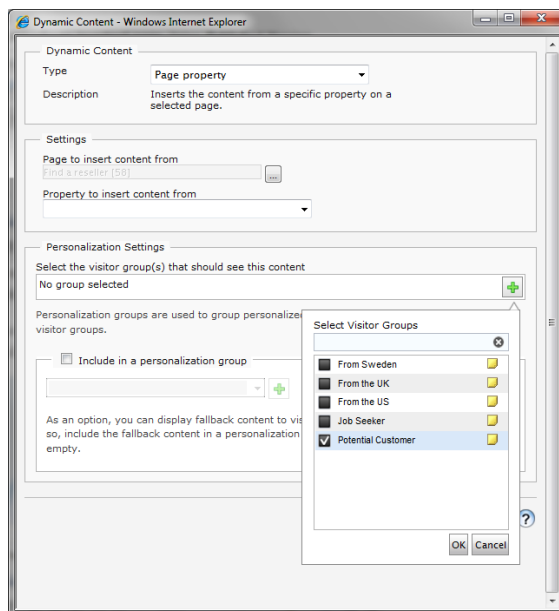 Dynamic Content - Windows Internet Explorer
Dynamic Content
Type
Page property
Description
Inserts the content from a specific property on a
selected page.
Settings
Page to insert content from
Find a reseller [58]
...
Property to insert content from
Personalization Settings
Select the visitor group(s) that should see this content
No group selected
Personalization groups are used to group personalize
visitor groups.
Include in a personalization group
As an option, you can display fallback content to vis
so, include the fallback content in a personalization
empty.
Select Visitor Groups
From Sweden
From the UK
From the US
Job Seeker
Potential Customer
OK Cancel
?